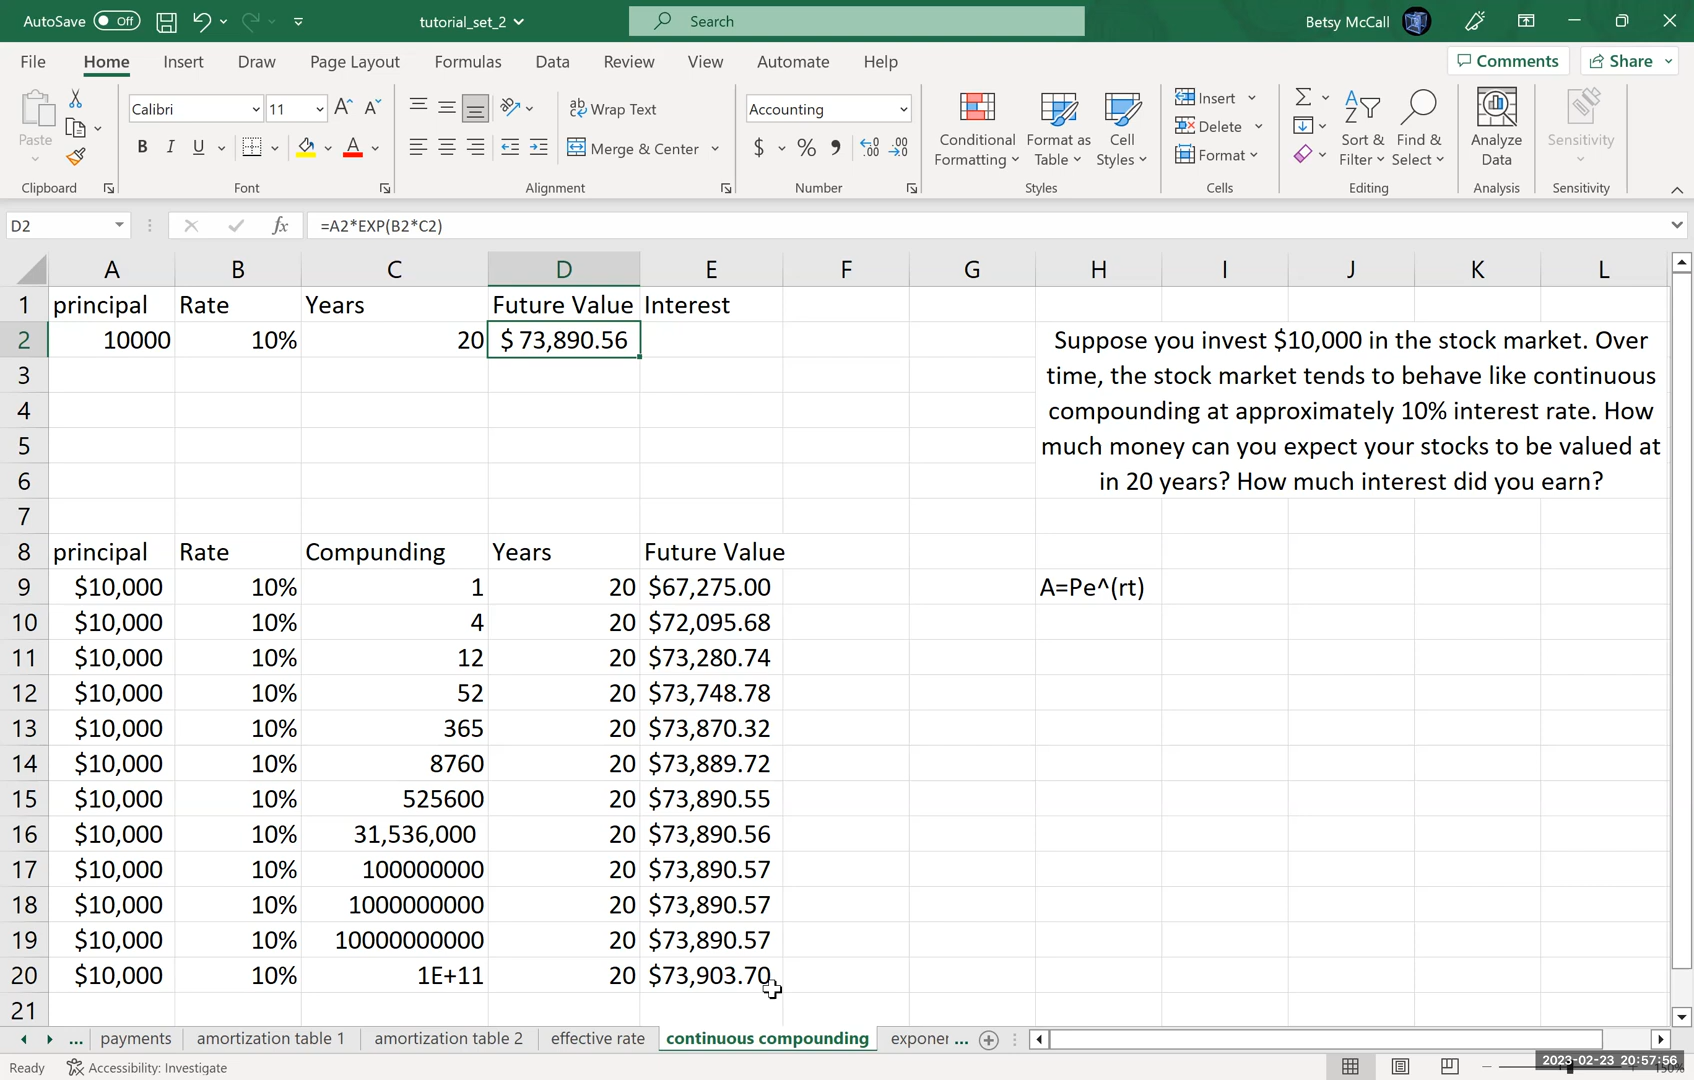 AutoSave Off tutorial_set_2 Search Betsy McCall
File Home Insert Draw Page Layout Formulas Data Review View Automate Help Comments Share
Paste Calibri 11 Wrap Text Accounting Insert
B I U Merge & Center $ % Conditional Formatting Format as Table Cell Styles Delete Format Sort & Filter Find & Select Analyze Data Sensitivity
Clipboard Font Alignment Number Styles Cells Editing Analysis Sensitivity
D2 fx =A2*EXP(B2*C2)
A B C D E F G H I J K L
1 principal Rate Years Future Value Interest
2 10000 10% 20 $ 73,890.56 Suppose you invest $10,000 in the stock market. Over
3 time, the stock market tends to behave like continuous
4 compounding at approximately 10% interest rate. How
5 much money can you expect your stocks to be valued at
6 in 20 years? How much interest did you earn?
7
8 principal Rate Compunding Years Future Value
9 $10,000 10% 1 20 $67,275.00 A=Pe^(rt)
10 $10,000 10% 4 20 $72,095.68
11 $10,000 10% 12 20 $73,280.74
12 $10,000 10% 52 20 $73,748.78
13 $10,000 10% 365 20 $73,870.32
14 $10,000 10% 8760 20 $73,889.72
15 $10,000 10% 525600 20 $73,890.55
16 $10,000 10% 31,536,000 20 $73,890.56
17 $10,000 10% 100000000 20 $73,890.57
18 $10,000 10% 1000000000 20 $73,890.57
19 $10,000 10% 10000000000 20 $73,890.57
20 $10,000 10% 1E+11 20 $73,903.70
21
... payments amortization table 1 amortization table 2 effective rate continuous compounding exponer ...
Ready Accessibility: Investigate 2023-02-23 20:57:56